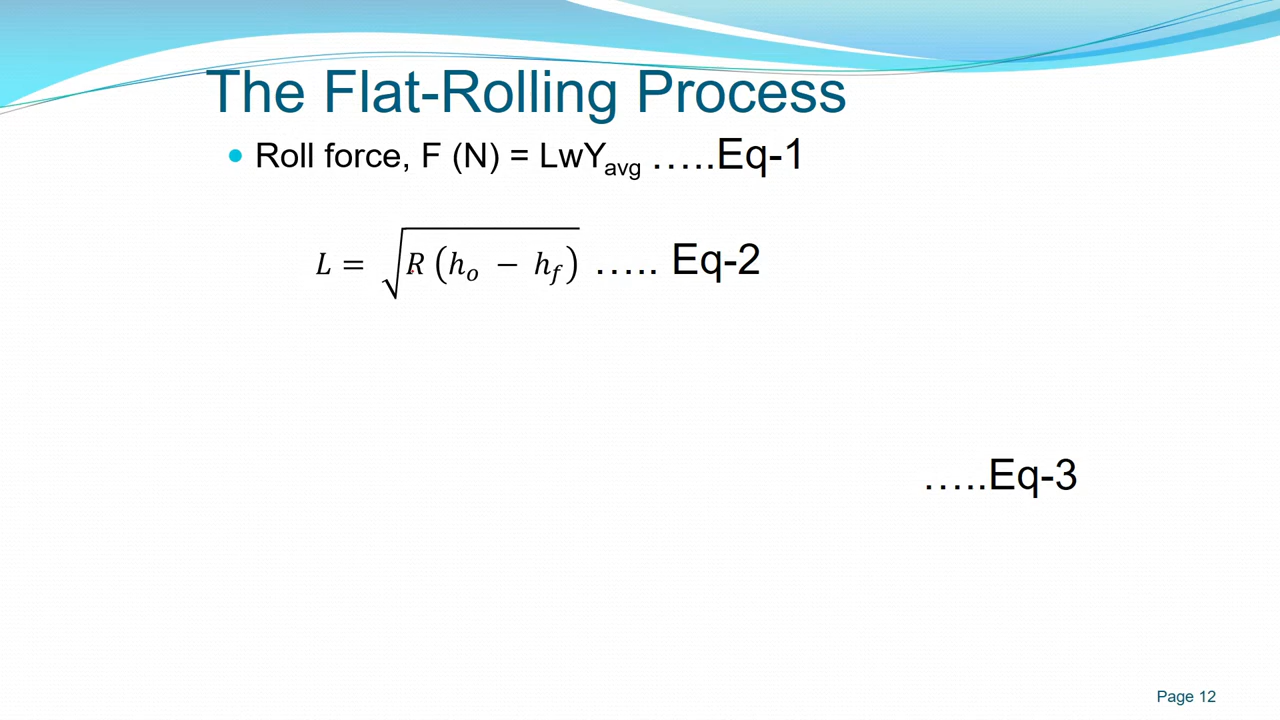 The Flat-Rolling Process
• Roll force, F (N) = LwYavg …..Eq-1
L = √R (ho − hf) ….. Eq-2
…..Eq-3
Page 12